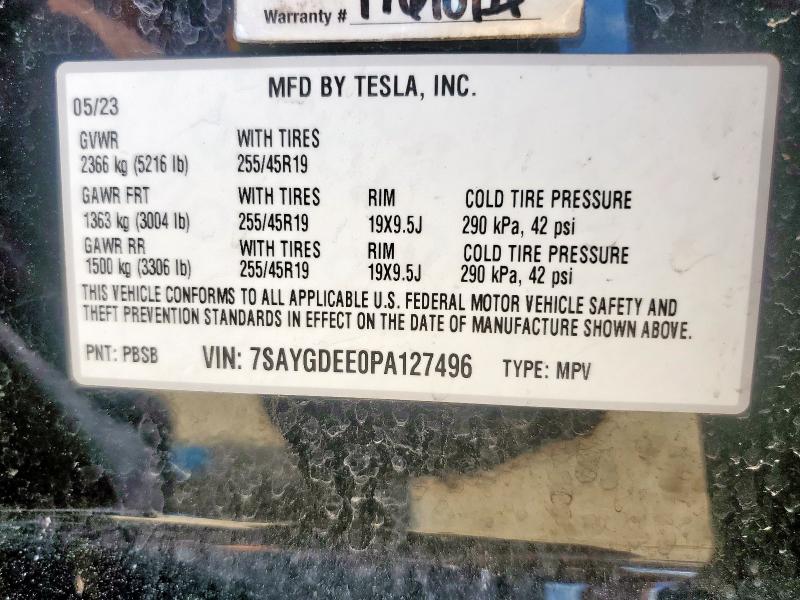 Warranty #
MFD BY TESLA, INC.
05/23
GVWR WITH TIRES
2366 kg (5216 lb) 255/45R19
GAWR FRT WITH TIRES RIM COLD TIRE PRESSURE
1363 kg (3004 lb) 255/45R19 19X9.5J 290 kPa, 42 psi
GAWR RR WITH TIRES RIM COLD TIRE PRESSURE
1500 kg (3306 lb) 255/45R19 19X9.5J 290 kPa, 42 psi
THIS VEHICLE CONFORMS TO ALL APPLICABLE U.S. FEDERAL MOTOR VEHICLE SAFETY AND
THEFT PREVENTION STANDARDS IN EFFECT ON THE DATE OF MANUFACTURE SHOWN ABOVE.
PNT: PBSB VIN: 7SAYGDEE0PA127496 TYPE: MPV